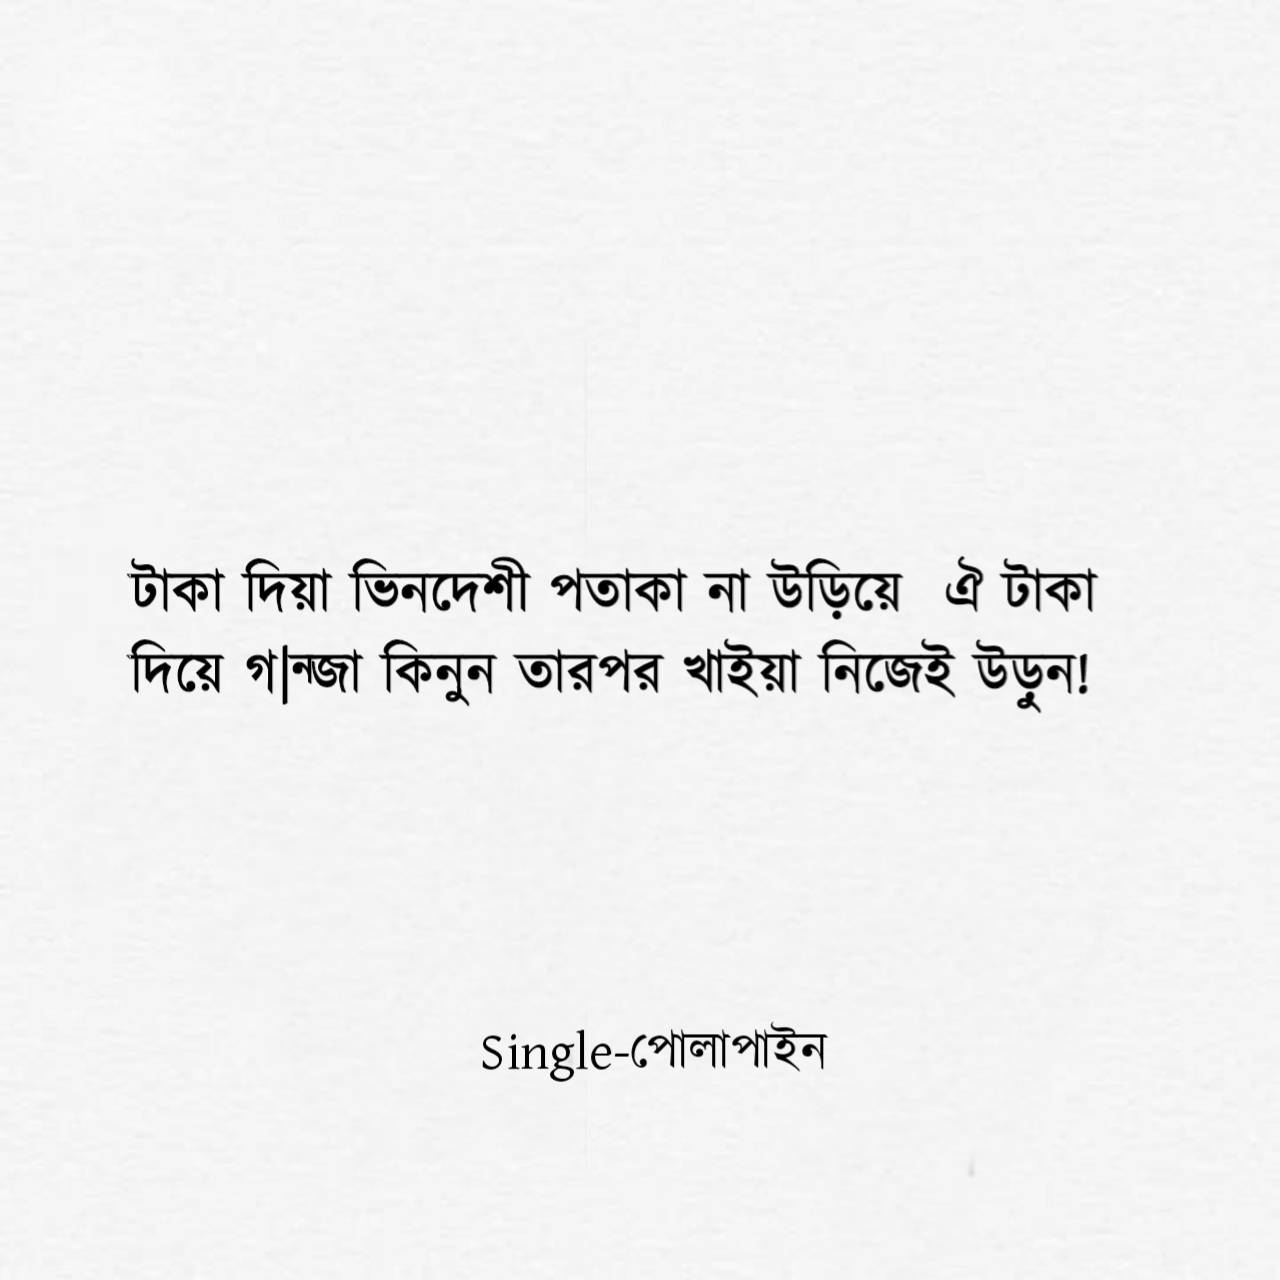 টাকা দিয়া ভিনদেশী পতাকা না উড়িয়ে  ঐ টাকা
দিয়ে গ|ন্জা কিনুন তারপর খাইয়া নিজেই উড়ুন!
Single-পোলাপাইন